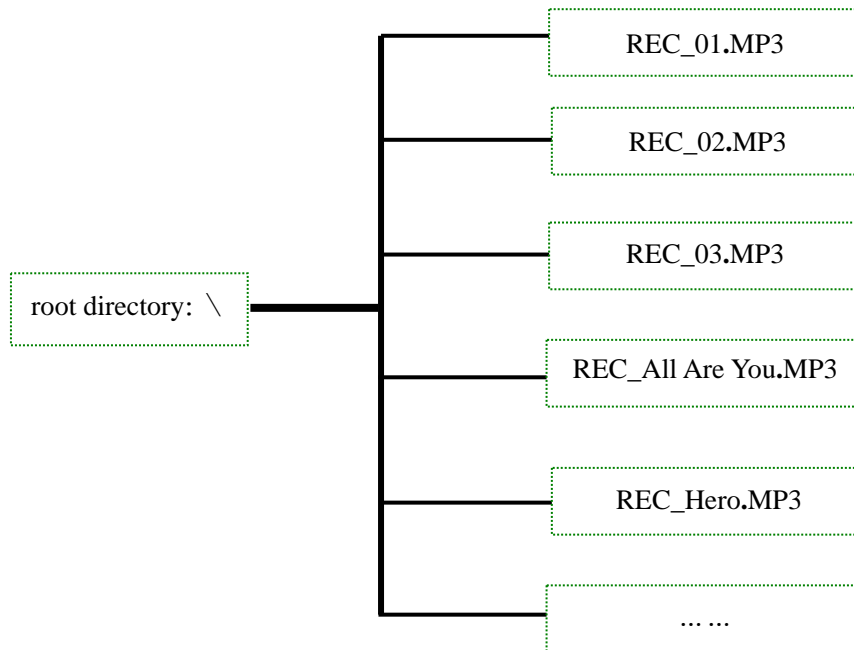 REC_01.MP3
REC_02.MP3
REC_03.MP3
root directory: \
REC_All Are You.MP3
REC_Hero.MP3
... ...